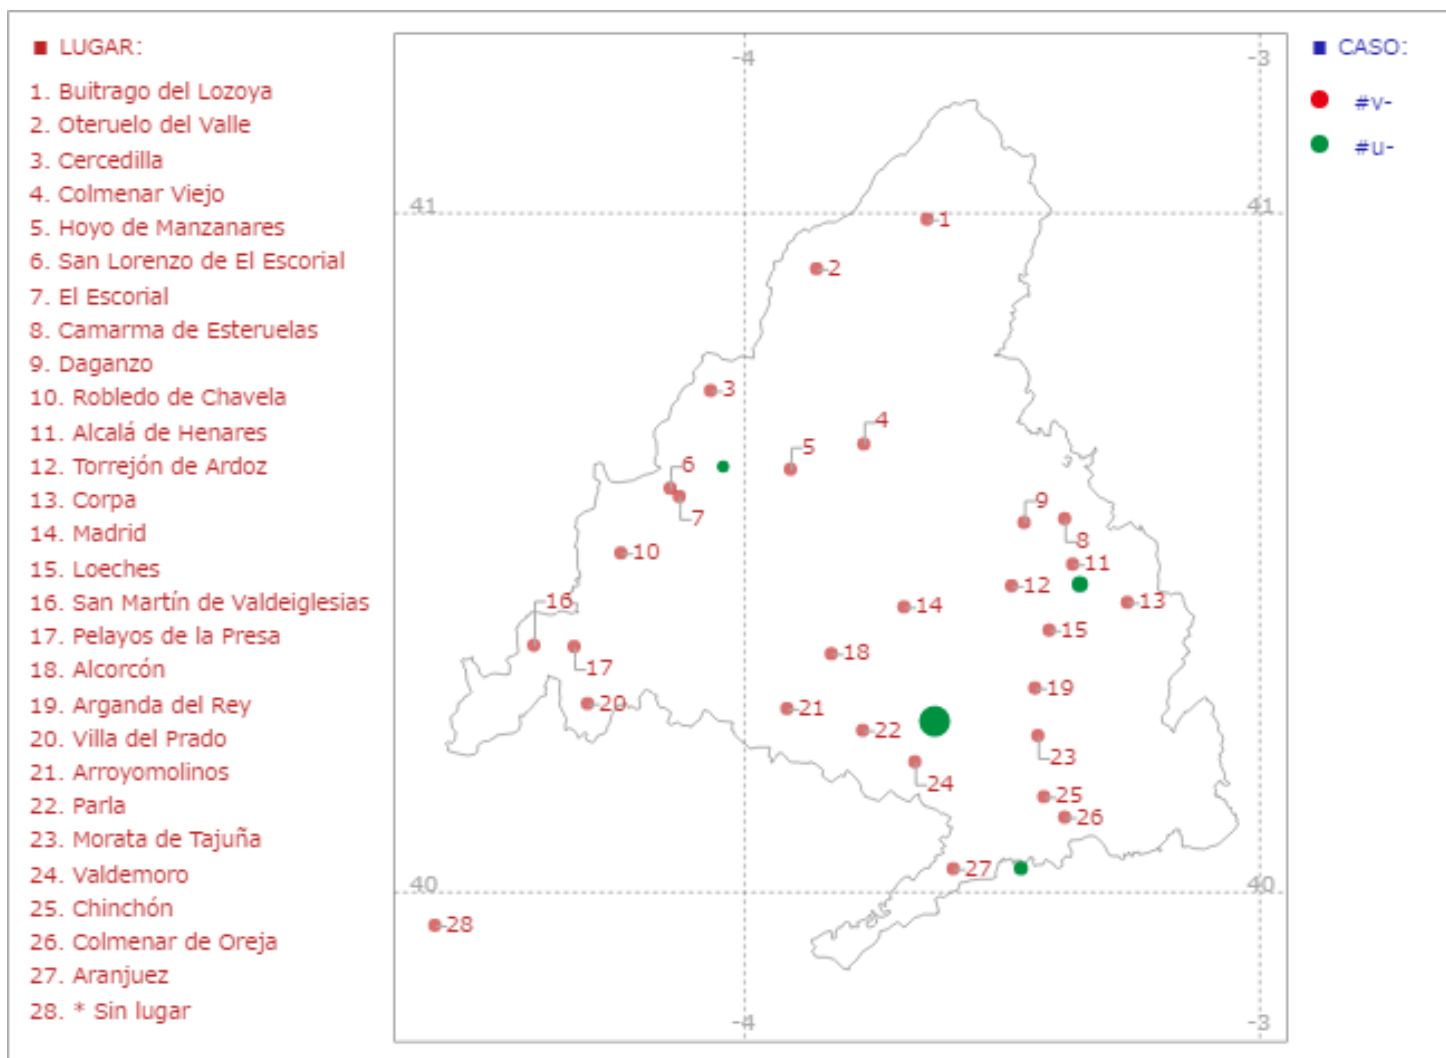 LUGAR:
1. Buitrago del Lozoya
2. Oteruelo del Valle
3. Cercedilla
4. Colmenar Viejo
5. Hoyo de Manzanares
6. San Lorenzo de El Escorial
7. El Escorial
8. Camarma de Esteruelas
9. Daganzo
10. Robledo de Chavela
11. Alcalá de Henares
12. Torrejón de Ardoz
13. Corpa
14. Madrid
15. Loeches
16. San Martín de Valdeiglesias
17. Pelayos de la Presa
18. Alcorcón
19. Arganda del Rey
20. Villa del Prado
21. Arroyomolinos
22. Parla
23. Morata de Tajuña
24. Valdemoro
25. Chinchón
26. Colmenar de Oreja
27. Aranjuez
28. * Sin lugar
-4
-3
41
41
1
2
3
4
5
6
7
9
8
10
11
12
13
14
15
16
17
18
19
20
21
22
23
24
25
26
27
40
40
28
-4
-3
CASO:
#v-
#u-